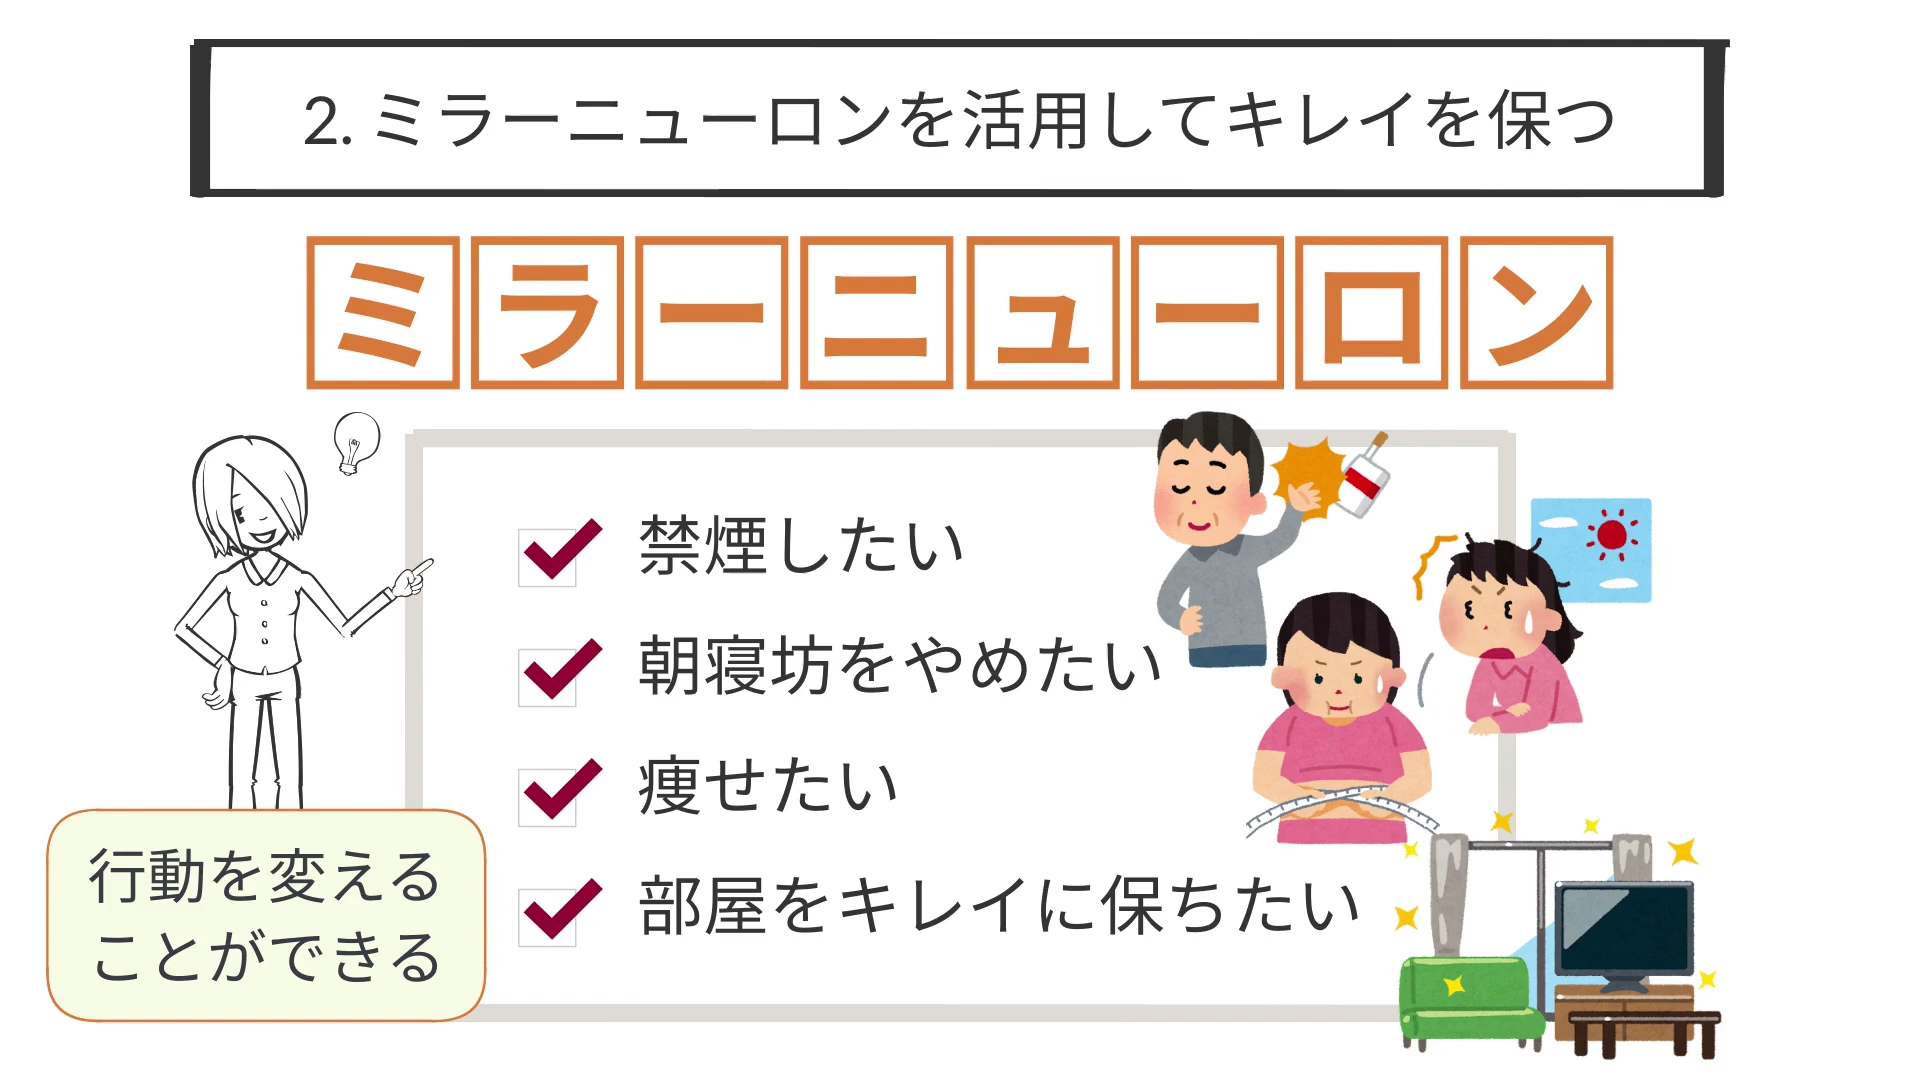 2. ミラーニューロンを活用してキレイを保つ
ミラーニューロン
禁煙したい
朝寝坊をやめたい
痩せたい
部屋をキレイに保ちたい
行動を変える
ことができる